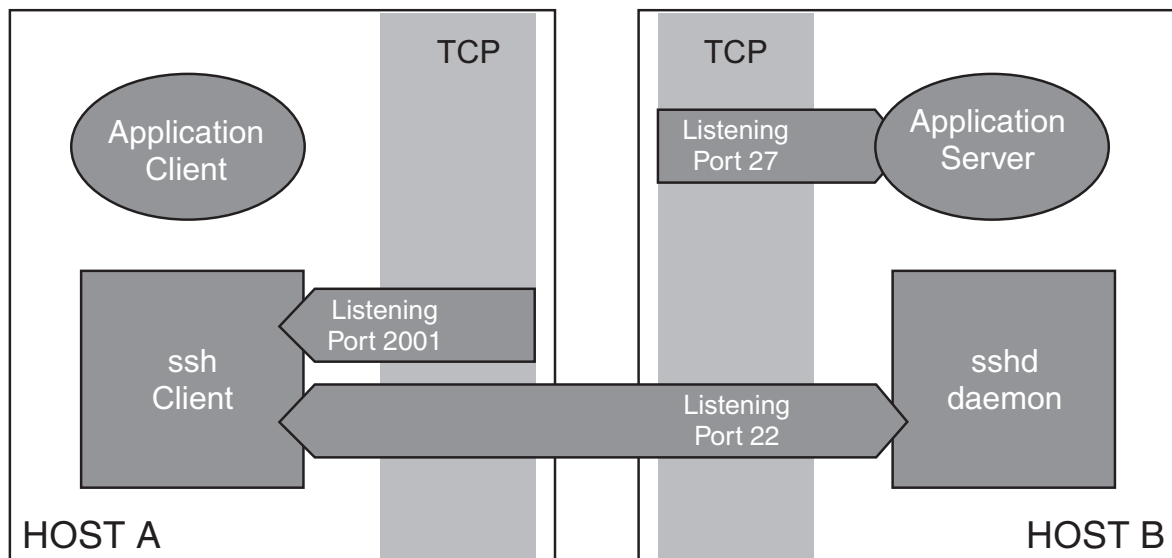 TCP
Application
Client
Listening
Port 2001
ssh
Client
HOST A
TCP
Listening
Port 27
Application
Server
Listening
Port 22
sshd
daemon
HOST B